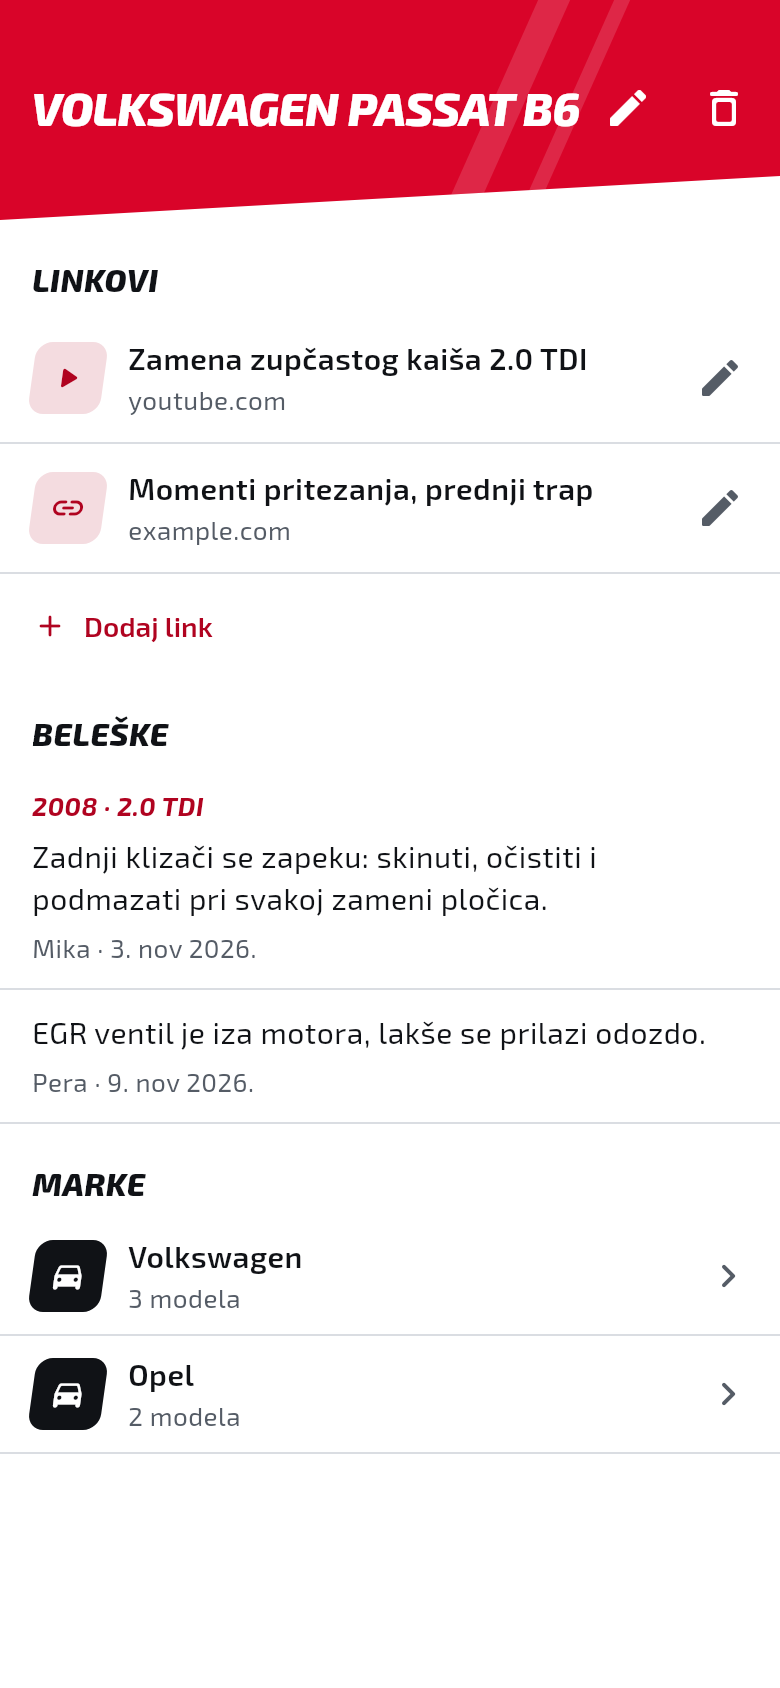 VOLKSWAGEN PASSAT B6
LINKOVI
Zamena zupčastog kaiša 2.0 TDI
youtube.com
Momenti pritezanja, prednji trap
example.com
Dodaj link
BELEŠKE
2008 · 2.0 TDI
Zadnji klizači se zapeku: skinuti, očistiti i
podmazati pri svakoj zameni pločica.
Mika · 3. nov 2026.
EGR ventil je iza motora, lakše se prilazi odozdo.
Pera · 9. nov 2026.
MARKE
Volkswagen
3 modela
Opel
2 modela